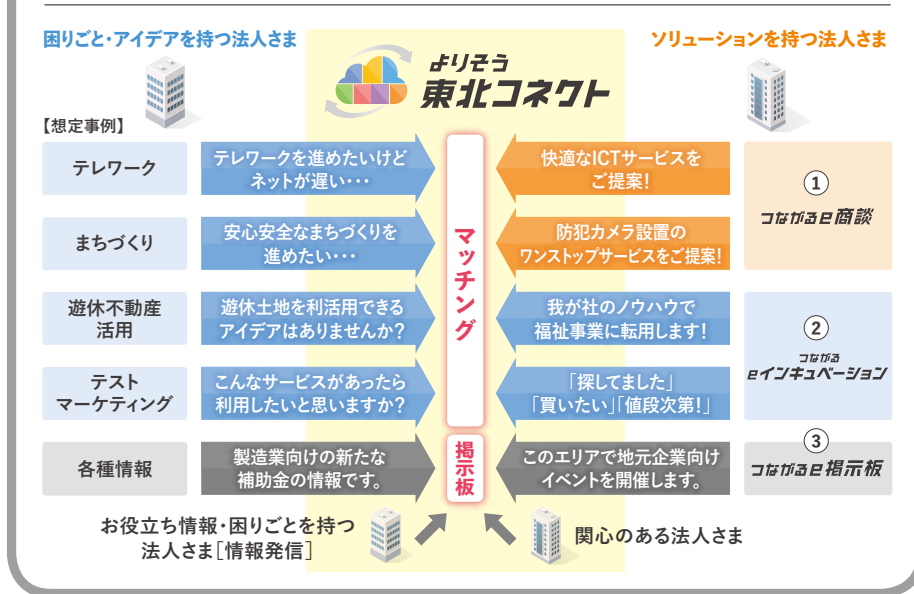 困りごと・アイデアを持つ法人さま
よりそう
東北コネクト
ソリューションを持つ法人さま
【想定事例】
テレワーク
テレワークを進めたいけど
ネットが遅い・・・
マッチング
快適なICTサービスを
ご提案！
①
つながるe商談
まちづくり
安心安全なまちづくりを
進めたい・・・
防犯カメラ設置の
ワンストップサービスをご提案！
遊休不動産
活用
遊休土地を利活用できる
アイデアはありませんか？
我が社のノウハウで
福祉事業に転用します！
②
つながる
eインキュベーション
テスト
マーケティング
こんなサービスがあったら
利用したいと思いますか？
「探してました」
「買いたい」「値段次第！」
各種情報
製造業向けの新たな
補助金の情報です。
掲示板
このエリアで地元企業向け
イベントを開催します。
③
つながるe掲示板
お役立ち情報・困りごとを持つ
法人さま［情報発信］
関心のある法人さま